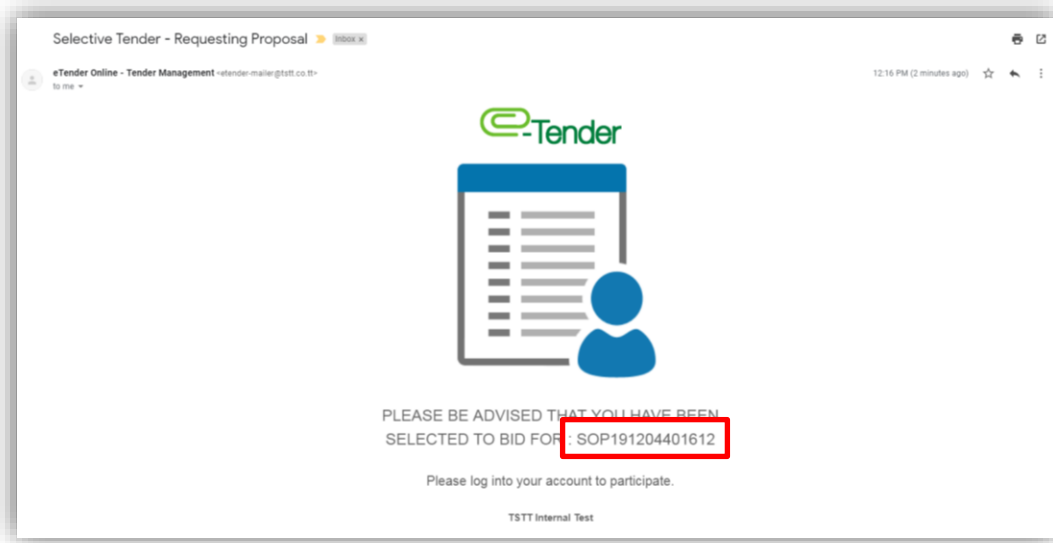 Selective Tender - Requesting Proposal Inbox x
eTender Online - Tender Management <etender-mailer@tstt.co.tt>
12:16 PM (2 minutes ago)
to me
e-Tender
PLEASE BE ADVISED THAT YOU HAVE BEEN
SELECTED TO BID FOR : SOP191204401612
Please log into your account to participate.
TSTT Internal Test